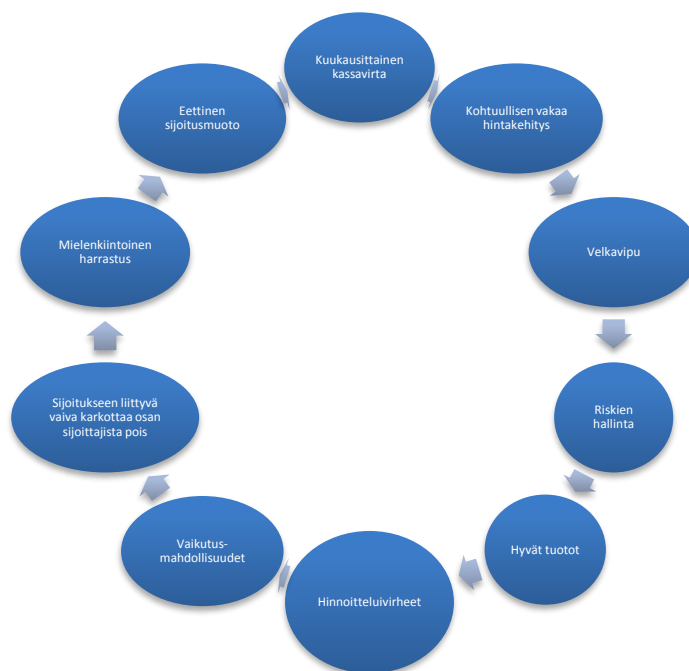 Kuukausittainen
kassavirta
Kohtuullisen vakaa
hintakehitys
Velkavipu
Riskien
hallinta
Hyvät tuotot
Hinnoitteluivirheet
Vaikutus-
mahdollisuudet
Sijoitukseen liittyvä
vaiva karkottaa osan
sijoittajista pois
Mielenkiintoinen
harrastus
Eettinen
sijoitusmuoto